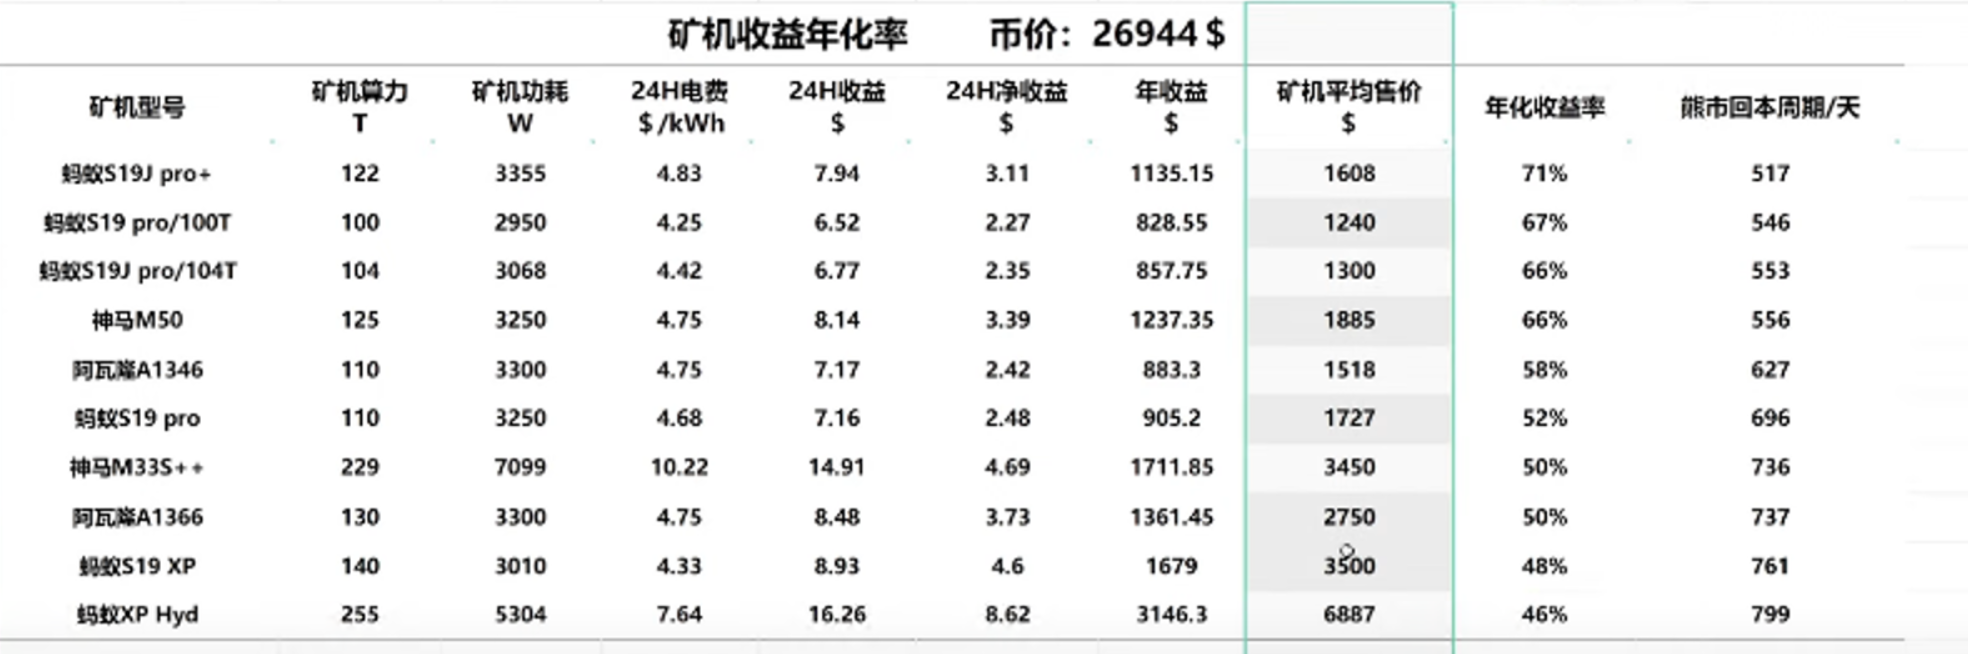 矿机收益年化率 币价：26944$
矿机型号 矿机算力 T 矿机功耗 W 24H电费 $/kWh 24H收益 $ 24H净收益 $ 年收益 $ 矿机平均售价 $ 年化收益率 熊市回本周期/天
蚂蚁S19J pro+ 122 3355 4.83 7.94 3.11 1135.15 1608 71% 517
蚂蚁S19 pro/100T 100 2950 4.25 6.52 2.27 828.55 1240 67% 546
蚂蚁S19J pro/104T 104 3068 4.42 6.77 2.35 857.75 1300 66% 553
神马M50 125 3250 4.75 8.14 3.39 1237.35 1885 66% 556
阿瓦隆A1346 110 3300 4.75 7.17 2.42 883.3 1518 58% 627
蚂蚁S19 pro 110 3250 4.68 7.16 2.48 905.2 1727 52% 696
神马M33S++ 229 7099 10.22 14.91 4.69 1711.85 3450 50% 736
阿瓦隆A1366 130 3300 4.75 8.48 3.73 1361.45 2750 50% 737
蚂蚁S19 XP 140 3010 4.33 8.93 4.6 1679 3500 48% 761
蚂蚁XP Hyd 255 5304 7.64 16.26 8.62 3146.3 6887 46% 799